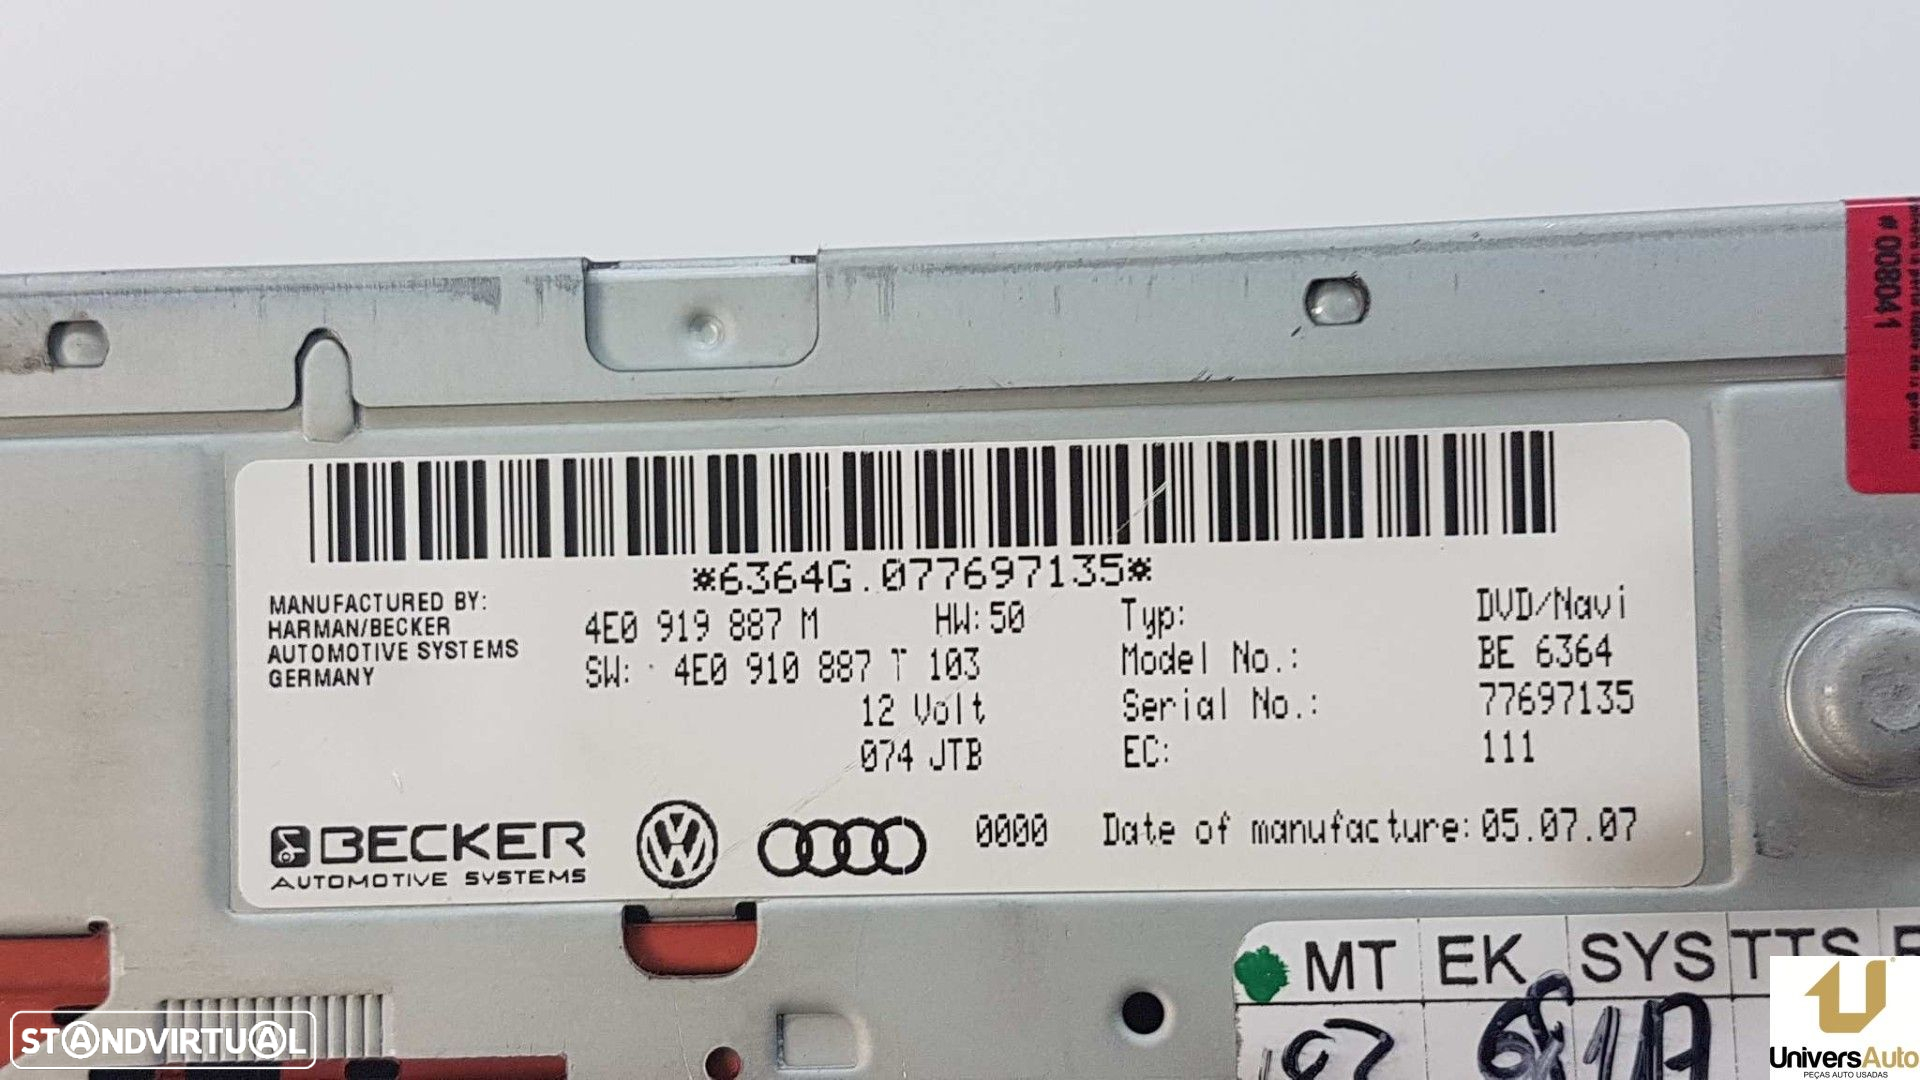 # 008041
*6364G.077697135*
MANUFACTURED BY:
HARMAN/BECKER
AUTOMOTIVE SYSTEMS
GERMANY
4E0 919 887 M HW:50
SW: 4E0 910 887 T 103
12 Volt
074 JTB
Typ: DVD/Navi
Model No.: BE 6364
Serial No.: 77697135
EC: 111
BECKER
AUTOMOTIVE SYSTEMS
0000 Date of manufacture: 05.07.07
MT EK SYS TTS
STANDVIRTUAL
UniversAuto
PEÇAS AUTO USADAS